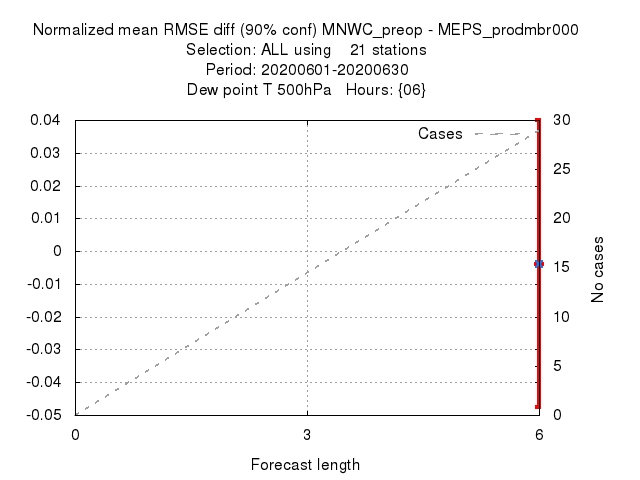 Normalized mean RMSE diff (90% conf) MNWC_preop - MEPS_prodmbr000
Selection: ALL using 21 stations
Period: 20200601-20200630
Dew point T 500hPa Hours: {06}
0.04
0.03
0.02
0.01
0
-0.01
-0.02
-0.03
-0.04
-0.05
Cases
30
25
20
15
10
5
0
No cases
0 3 6
Forecast length